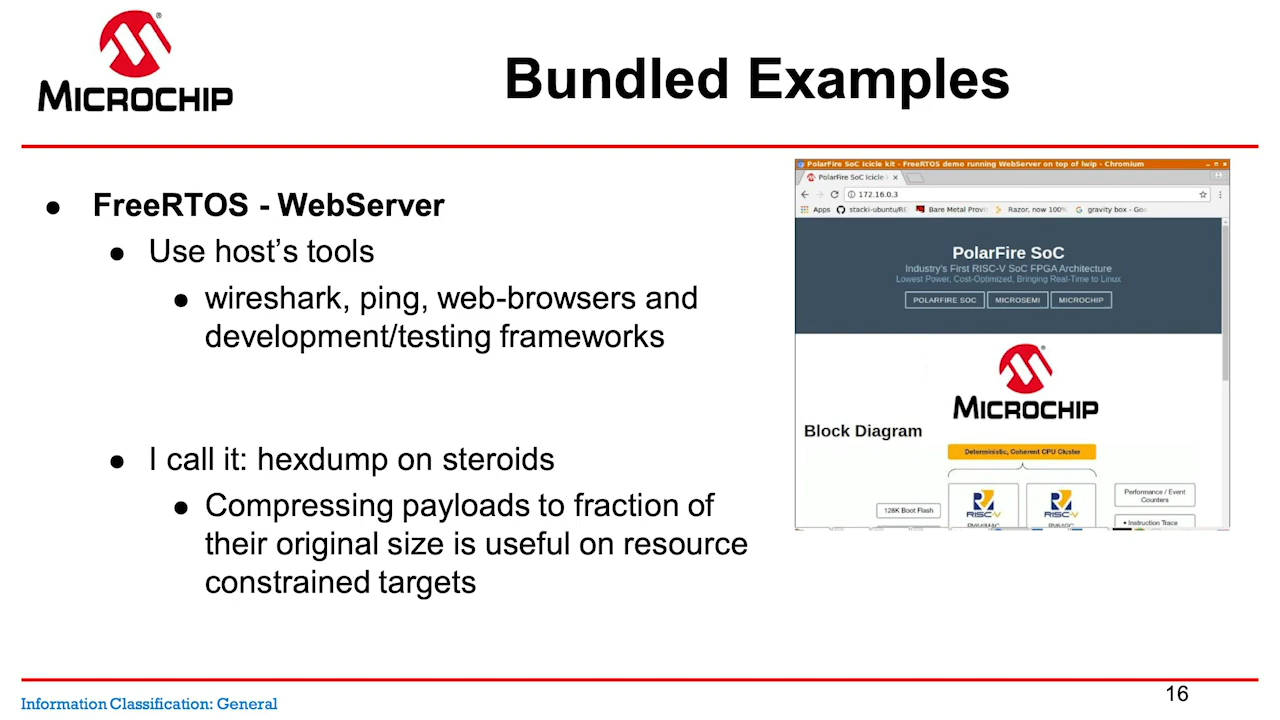 MICROCHIP
Bundled Examples
FreeRTOS - WebServer
Use host’s tools
wireshark, ping, web-browsers and
development/testing frameworks
I call it: hexdump on steroids
Compressing payloads to fraction of
their original size is useful on resource
constrained targets
PolarFire SoC Icicle kit - FreeRTOS demo running WebServer on top of lwip - Chromium
PolarFire SoC Icicle
172.16.0.3
Apps stacki-ubuntu/RE Bare Metal Provi Razor, now 100% gravity box - Goo
PolarFire SoC
Industry's First RISC-V SoC FPGA Architecture
Lowest Power, Cost-Optimized, Bringing Real-Time to Linux
POLARFIRE SOC MICROSEMI MICROCHIP
MICROCHIP
Block Diagram
Deterministic, Coherent CPU Cluster
128K Boot Flash
RISC-V RISC-V
Performance / Event
Counters
• Instruction Trace
Information Classification: General
16